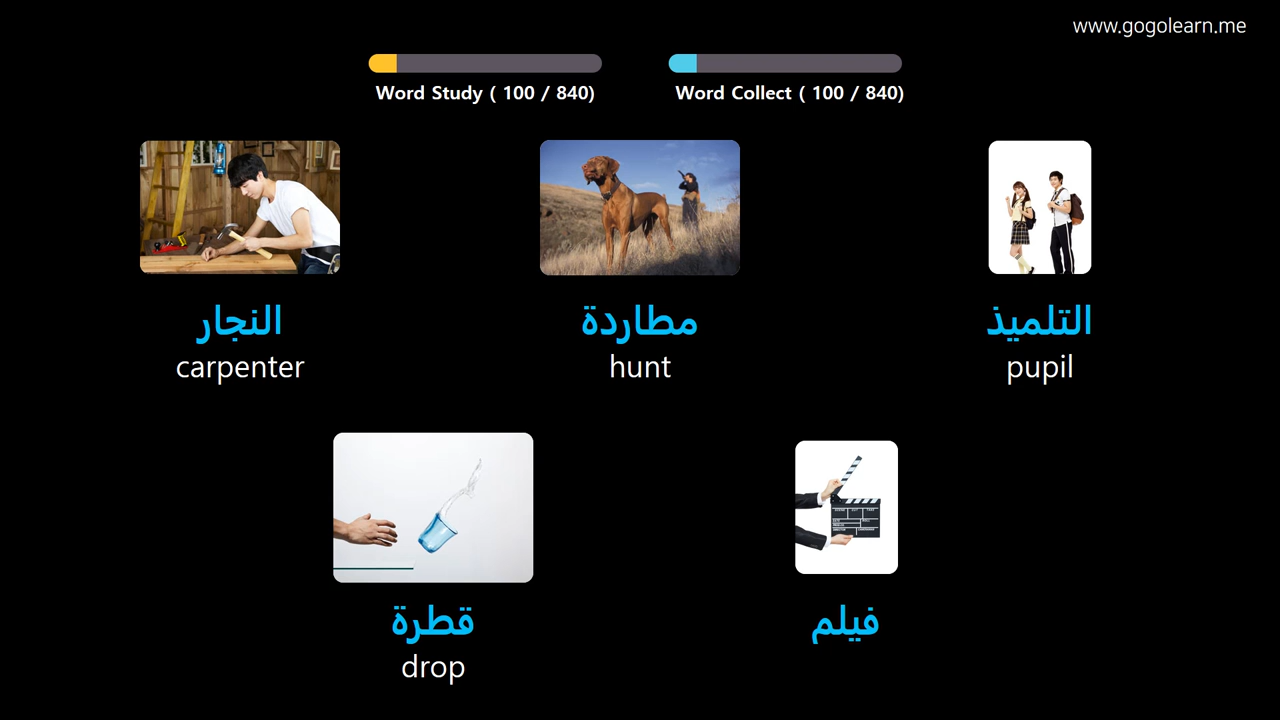 www.gogolearn.me
Word Study ( 100 / 840)
Word Collect ( 100 / 840)
النجار
carpenter
مطاردة
hunt
التلميذ
pupil
قطرة
drop
فيلم